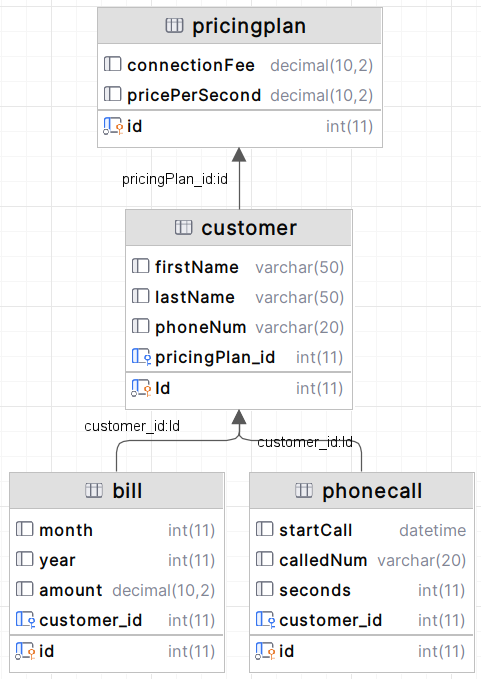 pricingplan
connectionFee decimal(10,2)
pricePerSecond decimal(10,2)
id int(11)
pricingPlan_id:id
customer
firstName varchar(50)
lastName varchar(50)
phoneNum varchar(20)
pricingPlan_id int(11)
Id int(11)
customer_id:Id
customer_id:Id
bill
month int(11)
year int(11)
amount decimal(10,2)
customer_id int(11)
id int(11)
phonecall
startCall datetime
calledNum varchar(20)
seconds int(11)
customer_id int(11)
id int(11)